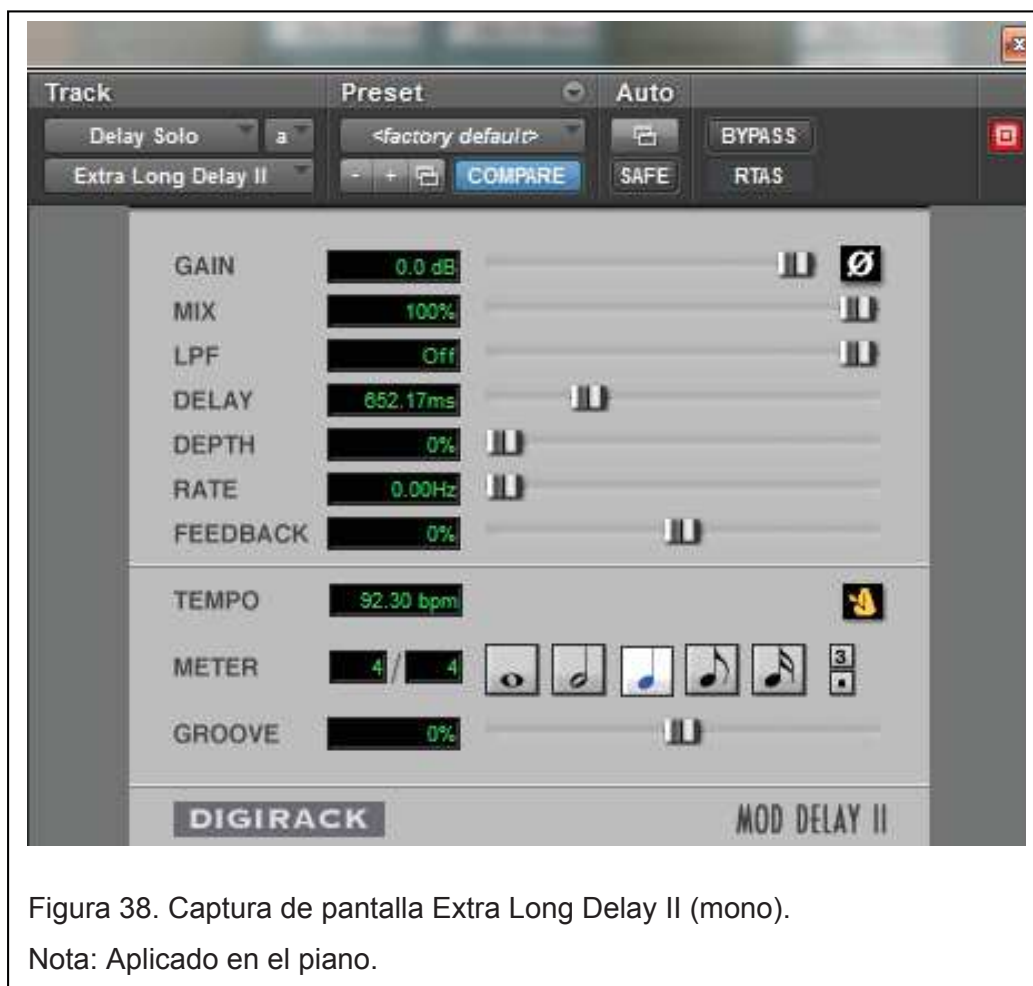 Track
Preset
Auto
Delay Solo
a
<factory default>
BYPASS
Extra Long Delay II
- +
COMPARE
SAFE
RTAS
GAIN 0.0 dB Ø
MIX 100%
LPF Off
DELAY 652.17ms
DEPTH 0%
RATE 0.00Hz
FEEDBACK 0%
TEMPO 92.00 bpm
METER 4 / 4 3
GROOVE 0%
DIGIRACK
MOD DELAY II
Figura 38. Captura de pantalla Extra Long Delay II (mono).
Nota: Aplicado en el piano.